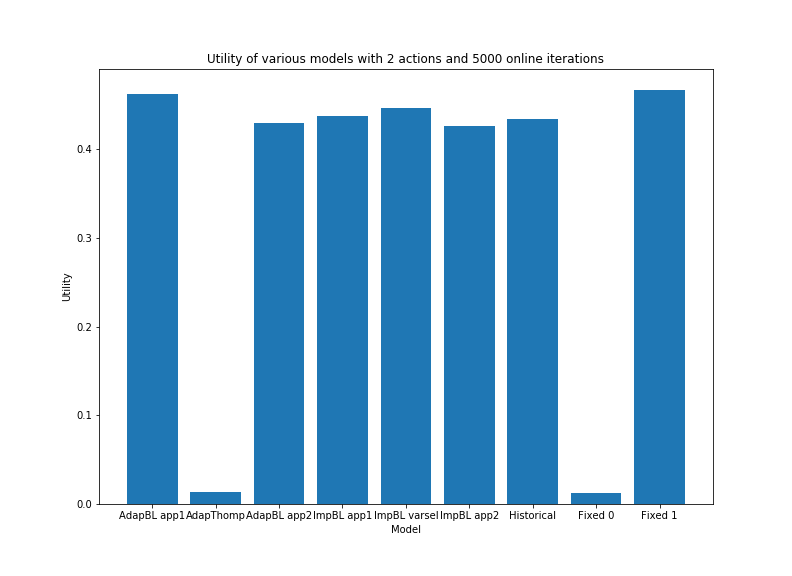 Utility of various models with 2 actions and 5000 online iterations
0.4
0.3
Utility
0.2
0.1
0.0
AdapBL app1 AdapThomp AdapBL app2 ImpBL app1 ImpBL varsel ImpBL app2 Historical Fixed 0 Fixed 1
Model